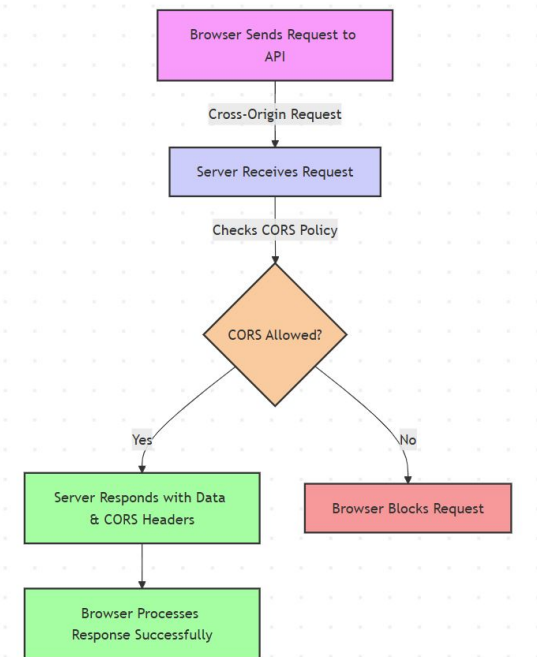 Browser Sends Request to
API
Cross-Origin Request
Server Receives Request
Checks CORS Policy
CORS Allowed?
Yes
No
Server Responds with Data
& CORS Headers
Browser Blocks Request
Browser Processes
Response Successfully